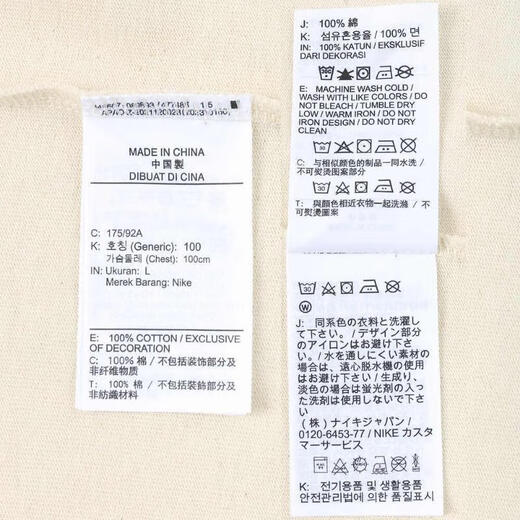 MADE IN CHINA
中国製
DIBUAT DI CINA
C: 175/92A
K: 호칭 (Generic): 100
가슴둘레 (Chest): 100cm
IN: Ukuran: L
Merek Barang: Nike
E: 100% COTTON / EXCLUSIVE
OF DECORATION
C: 100% 棉 / 不包括装饰部分及
非纤维物质
T: 100% 棉 / 不包括裝飾部分及
非紡織材料
J: 100% 綿
K: 섬유혼용율 / 100% 면
IN: 100% KATUN / EKSKLUSIF
DARI DEKORASI
E: MACHINE WASH COLD /
WASH WITH LIKE COLORS / DO
NOT BLEACH / TUMBLE DRY
LOW / WARM IRON / DO NOT
IRON DESIGN / DO NOT DRY
CLEAN
C: 与相似颜色的制品一同水洗
/ 不可熨烫图案部分
T: 與顏色相近衣物一起洗滌 / 不
可熨燙圖案
J: 同系色の衣料と洗濯し
て下さい。/ デザイン部分
のアイロンはお避け下さ
い。/ 水を通しにくい素材の
場合は、遠心脱水機の使用
はお避け下さい / 生成り、
淡色の場合は蛍光剤の入っ
た洗剤は使用しないで下さ
い
(株) ナイキジャパン /
0120-6453-77 / NIKE カスタ
マーサービス
K: 전기용품 및 생활용품
안전관리법에 의한 품질표시